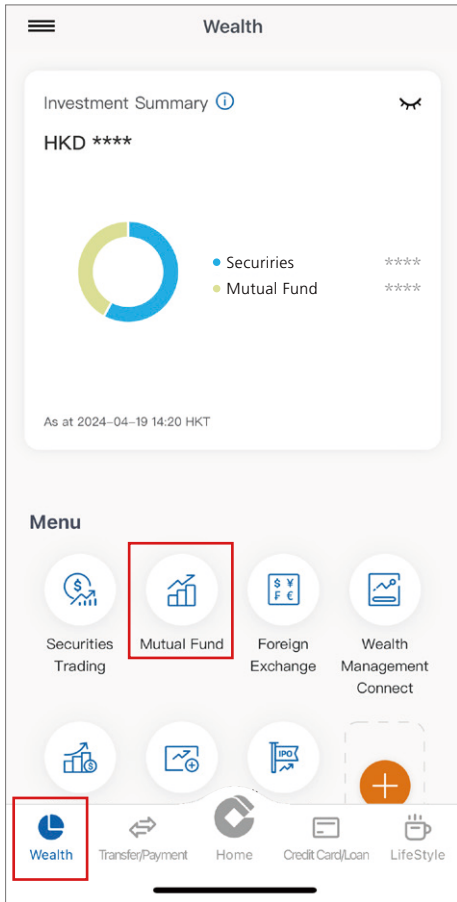 Wealth
Investment Summary
HKD ****
Securiries ****
Mutual Fund ****
As at 2024-04-19 14:20 HKT
Menu
Securities Trading
Mutual Fund
Foreign Exchange
Wealth Management Connect
$ ¥
F €
IPO
Wealth
Transfer/Payment
Home
Credit Card/Loan
LifeStyle